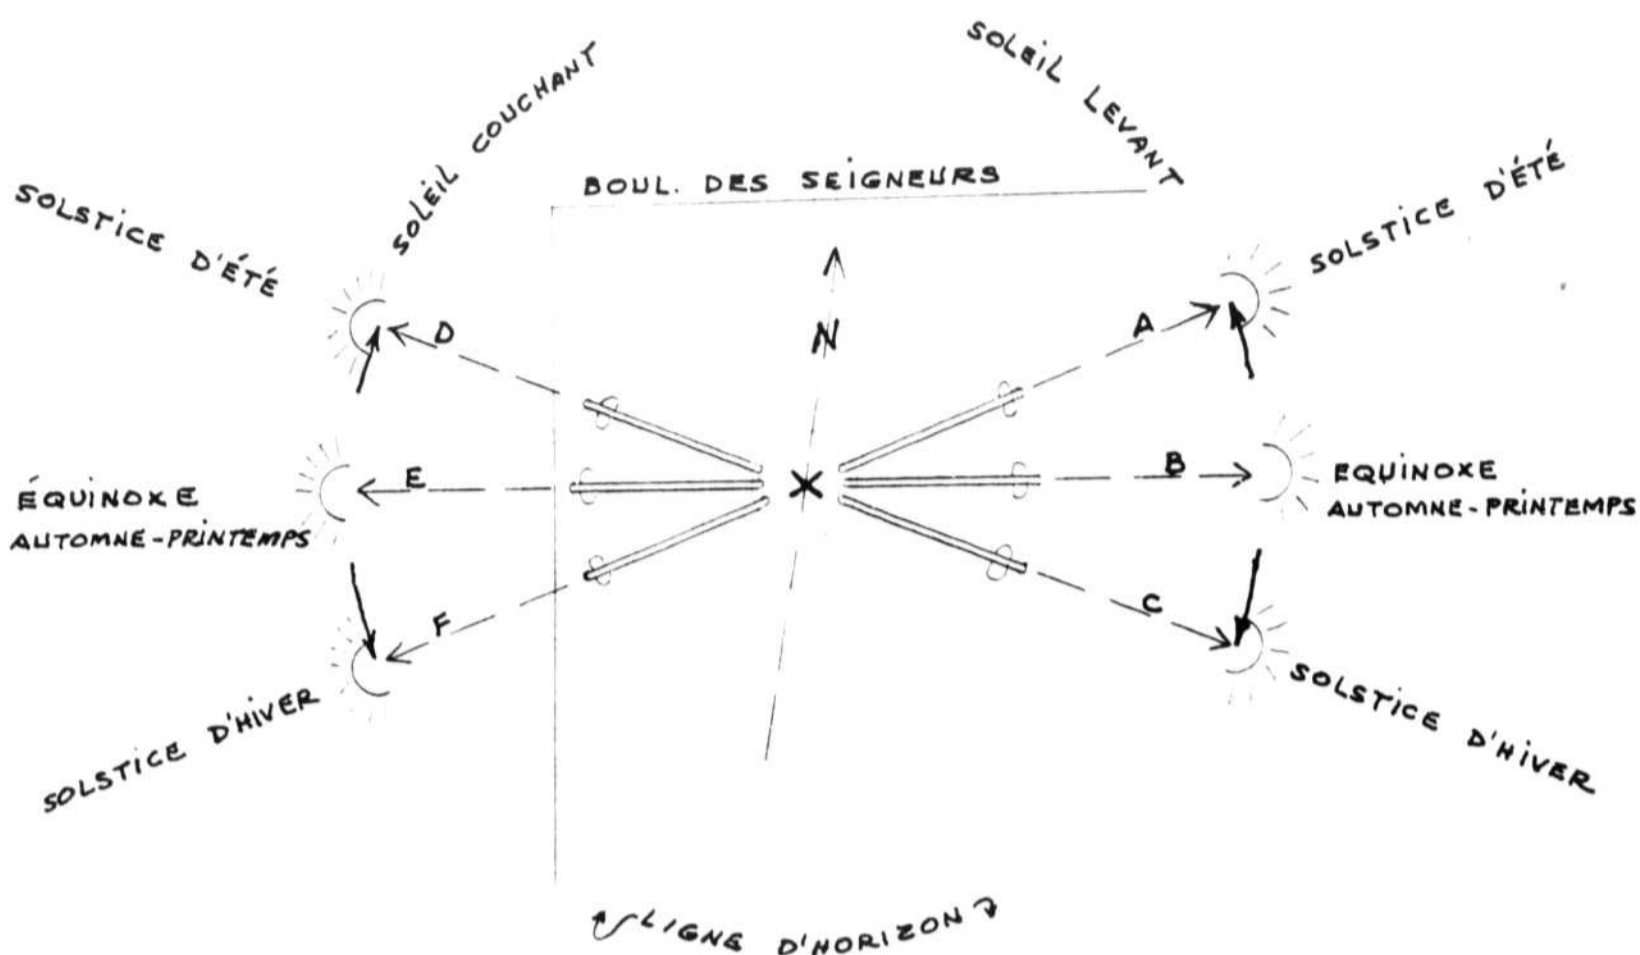 SOLEIL COUCHANT
SOLEIL LEVANT
BOUL. DES SEIGNEURS
SOLSTICE D'ÉTÉ
SOLSTICE D'ÉTÉ
N
D
A
E
B
ÉQUINOXE
AUTOMNE-PRINTEMPS
EQUINOXE
AUTOMNE-PRINTEMPS
X
F
C
SOLSTICE D'HIVER
SOLSTICE D'HIVER
LIGNE D'HORIZON